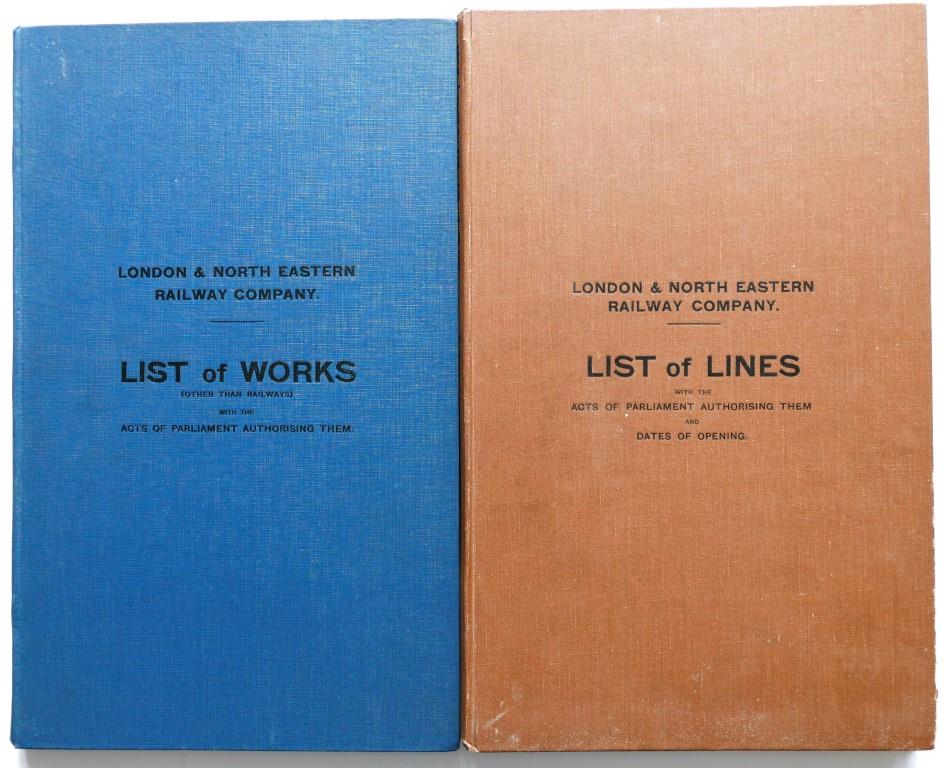 LONDON & NORTH EASTERN
RAILWAY COMPANY.
LIST of WORKS
(OTHER THAN RAILWAYS)
WITH THE
ACTS OF PARLIAMENT AUTHORISING THEM.
LONDON & NORTH EASTERN
RAILWAY COMPANY.
LIST of LINES
WITH THE
ACTS OF PARLIAMENT AUTHORISING THEM
AND
DATES OF OPENING.